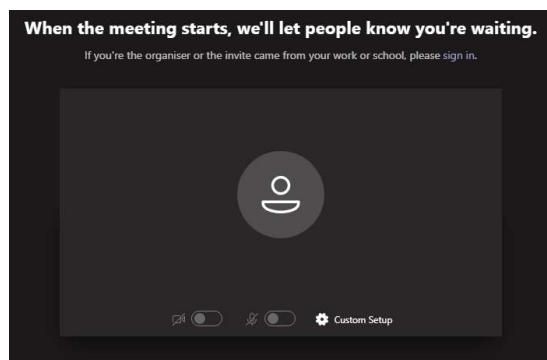 When the meeting starts, we'll let people know you're waiting.
If you're the organiser or the invite came from your work or school, please sign in.
Custom Setup